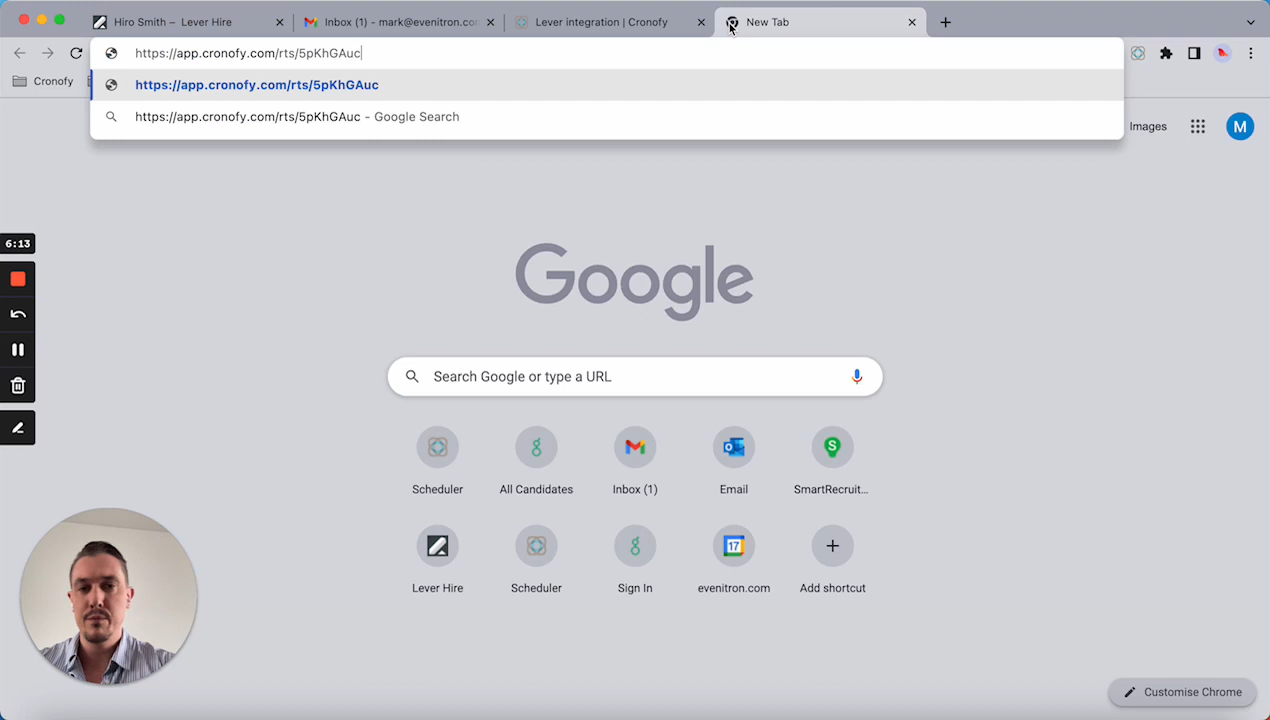 Hiro Smith – Lever Hire
Inbox (1) - mark@evenitron.co
Lever integration | Cronofy
New Tab
https://app.cronofy.com/rts/5pKhGAuc
Cronofy
https://app.cronofy.com/rts/5pKhGAuc
https://app.cronofy.com/rts/5pKhGAuc - Google Search
Images
M
6:13
Google
Search Google or type a URL
S
Scheduler
All Candidates
Inbox (1)
Email
SmartRecruit...
17
Lever Hire
Scheduler
Sign In
evenitron.com
Add shortcut
Customise Chrome